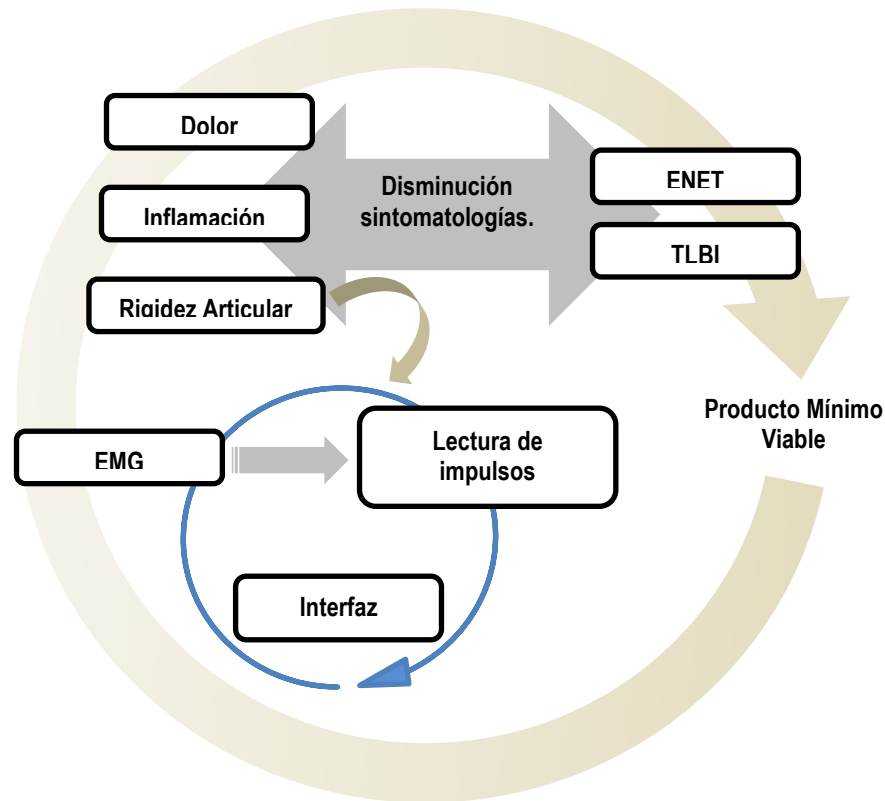 Dolor
Inflamación
Rigidez Articular
Disminución
sintomatologías.
ENET
TLBI
Producto Mínimo
Viable
EMG
Lectura de
impulsos
Interfaz